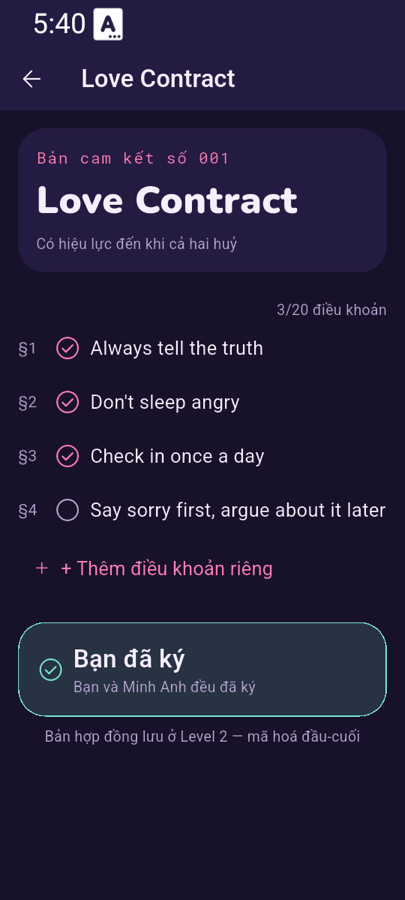 5:40 A
Love Contract
Bản cam kết số 001
Love Contract
Có hiệu lực đến khi cả hai huỷ
3/20 điều khoản
§1 Always tell the truth
§2 Don't sleep angry
§3 Check in once a day
§4 Say sorry first, argue about it later
+ + Thêm điều khoản riêng
Bạn đã ký
Bạn và Minh Anh đều đã ký
Bản hợp đồng lưu ở Level 2 — mã hoá đầu-cuối